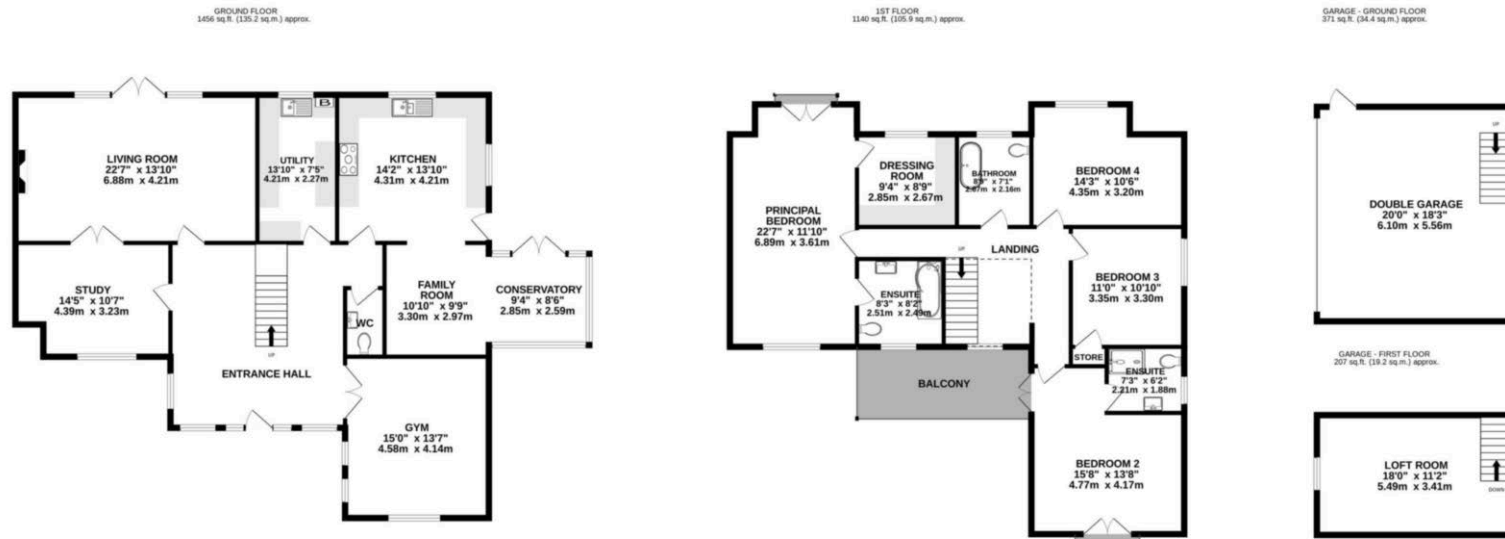 GROUND FLOOR
1456 sq.ft. (135.2 sq.m.) approx.
LIVING ROOM
22'7" x 13'10"
6.88m x 4.21m
B
UTILITY
13'10" x 7'5"
4.21m x 2.27m
KITCHEN
14'2" x 13'10"
4.31m x 4.21m
STUDY
14'5" x 10'7"
4.39m x 3.23m
UP
WC
FAMILY
ROOM
10'10" x 9'9"
3.30m x 2.97m
CONSERVATORY
9'4" x 8'6"
2.85m x 2.59m
ENTRANCE HALL
GYM
15'0" x 13'7"
4.58m x 4.14m
1ST FLOOR
1140 sq.ft. (105.9 sq.m.) approx.
PRINCIPAL
BEDROOM
22'7" x 11'10"
6.89m x 3.61m
DRESSING
ROOM
9'4" x 8'9"
2.85m x 2.67m
BATHROOM
x 7'1"
x 2.16m
BEDROOM 4
14'3" x 10'6"
4.35m x 3.20m
UP
LANDING
ENSUITE
8'3" x 8'2"
2.51m x 2.49m
BEDROOM 3
11'0" x 10'10"
3.35m x 3.30m
STORE
ENSUITE
7'3" x 6'2"
2.21m x 1.88m
BALCONY
BEDROOM 2
15'8" x 13'8"
4.77m x 4.17m
GARAGE - GROUND FLOOR
371 sq.ft. (34.4 sq.m.) approx.
UP
DOUBLE GARAGE
20'0" x 18'3"
6.10m x 5.56m
GARAGE - FIRST FLOOR
207 sq.ft. (19.2 sq.m.) approx.
LOFT ROOM
18'0" x 11'2"
5.49m x 3.41m
DOWN